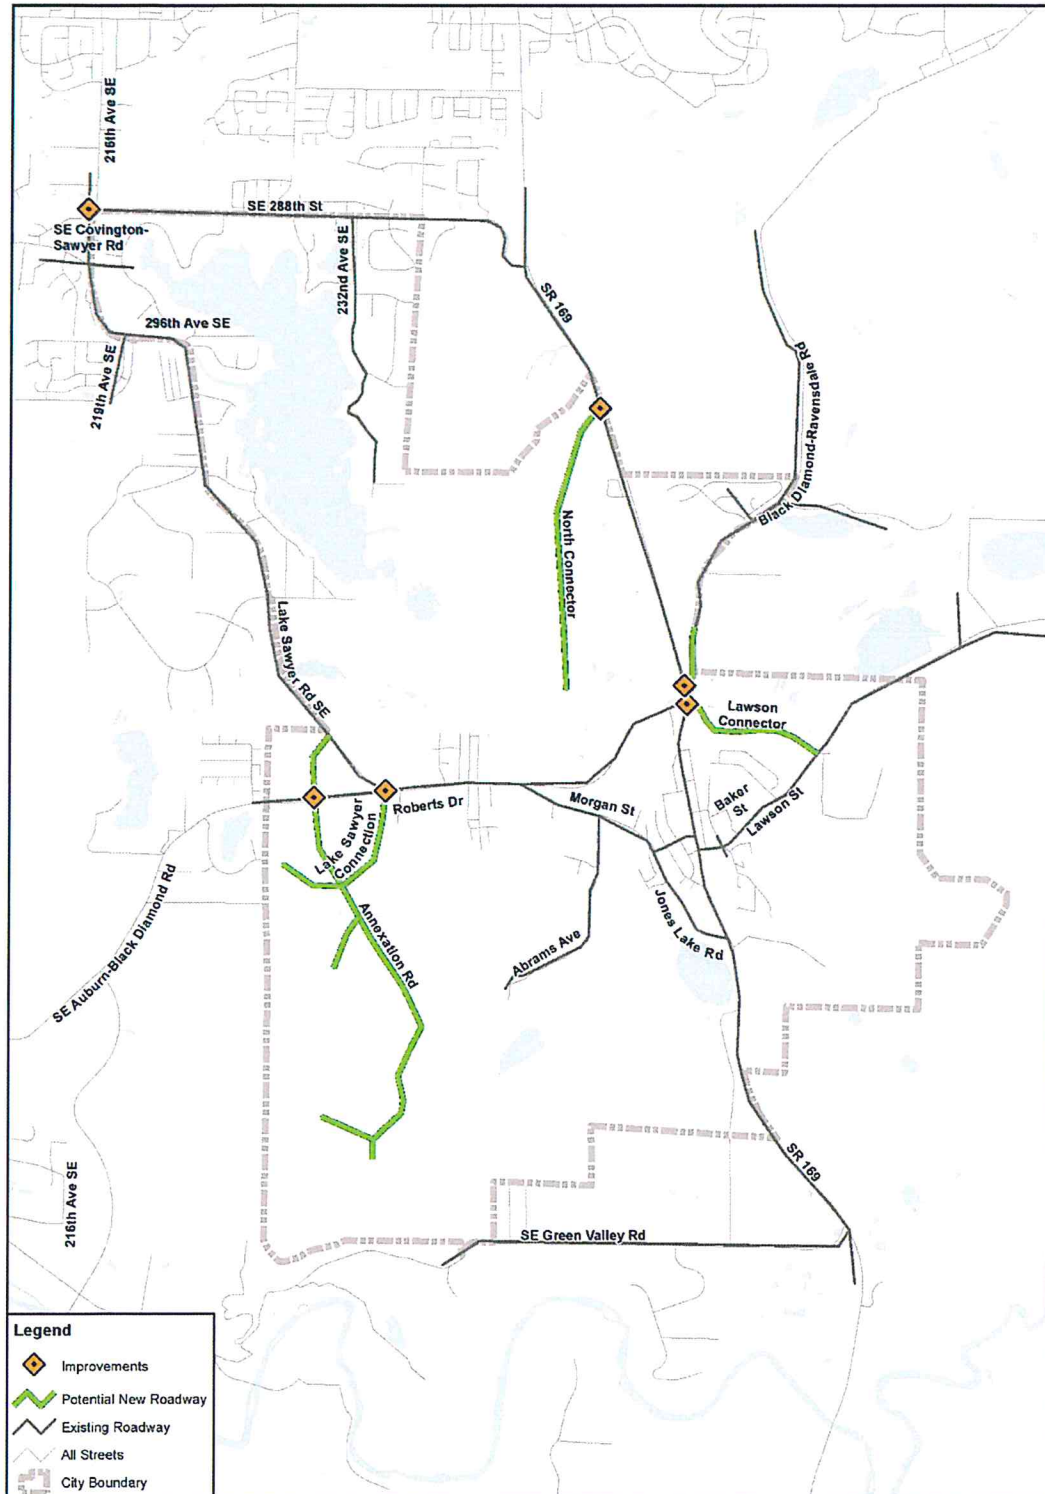 216th Ave SE
SE 288th St
SE Covington-
Sawyer Rd
232nd Ave SE
SR 169
296th Ave SE
219th Ave SE
Black Diamond-Ravensdale Rd
North Connector
Lake Sawyer Rd SE
Lawson
Connector
Baker
St
Lawson St
Morgan St
Roberts Dr
Lake Sawyer
Connection
SE Auburn-Black Diamond Rd
Annexation Rd
Jones Lake Rd
Abrams Ave
SR 169
216th Ave SE
SE Green Valley Rd
Legend
Improvements
Potential New Roadway
Existing Roadway
All Streets
City Boundary